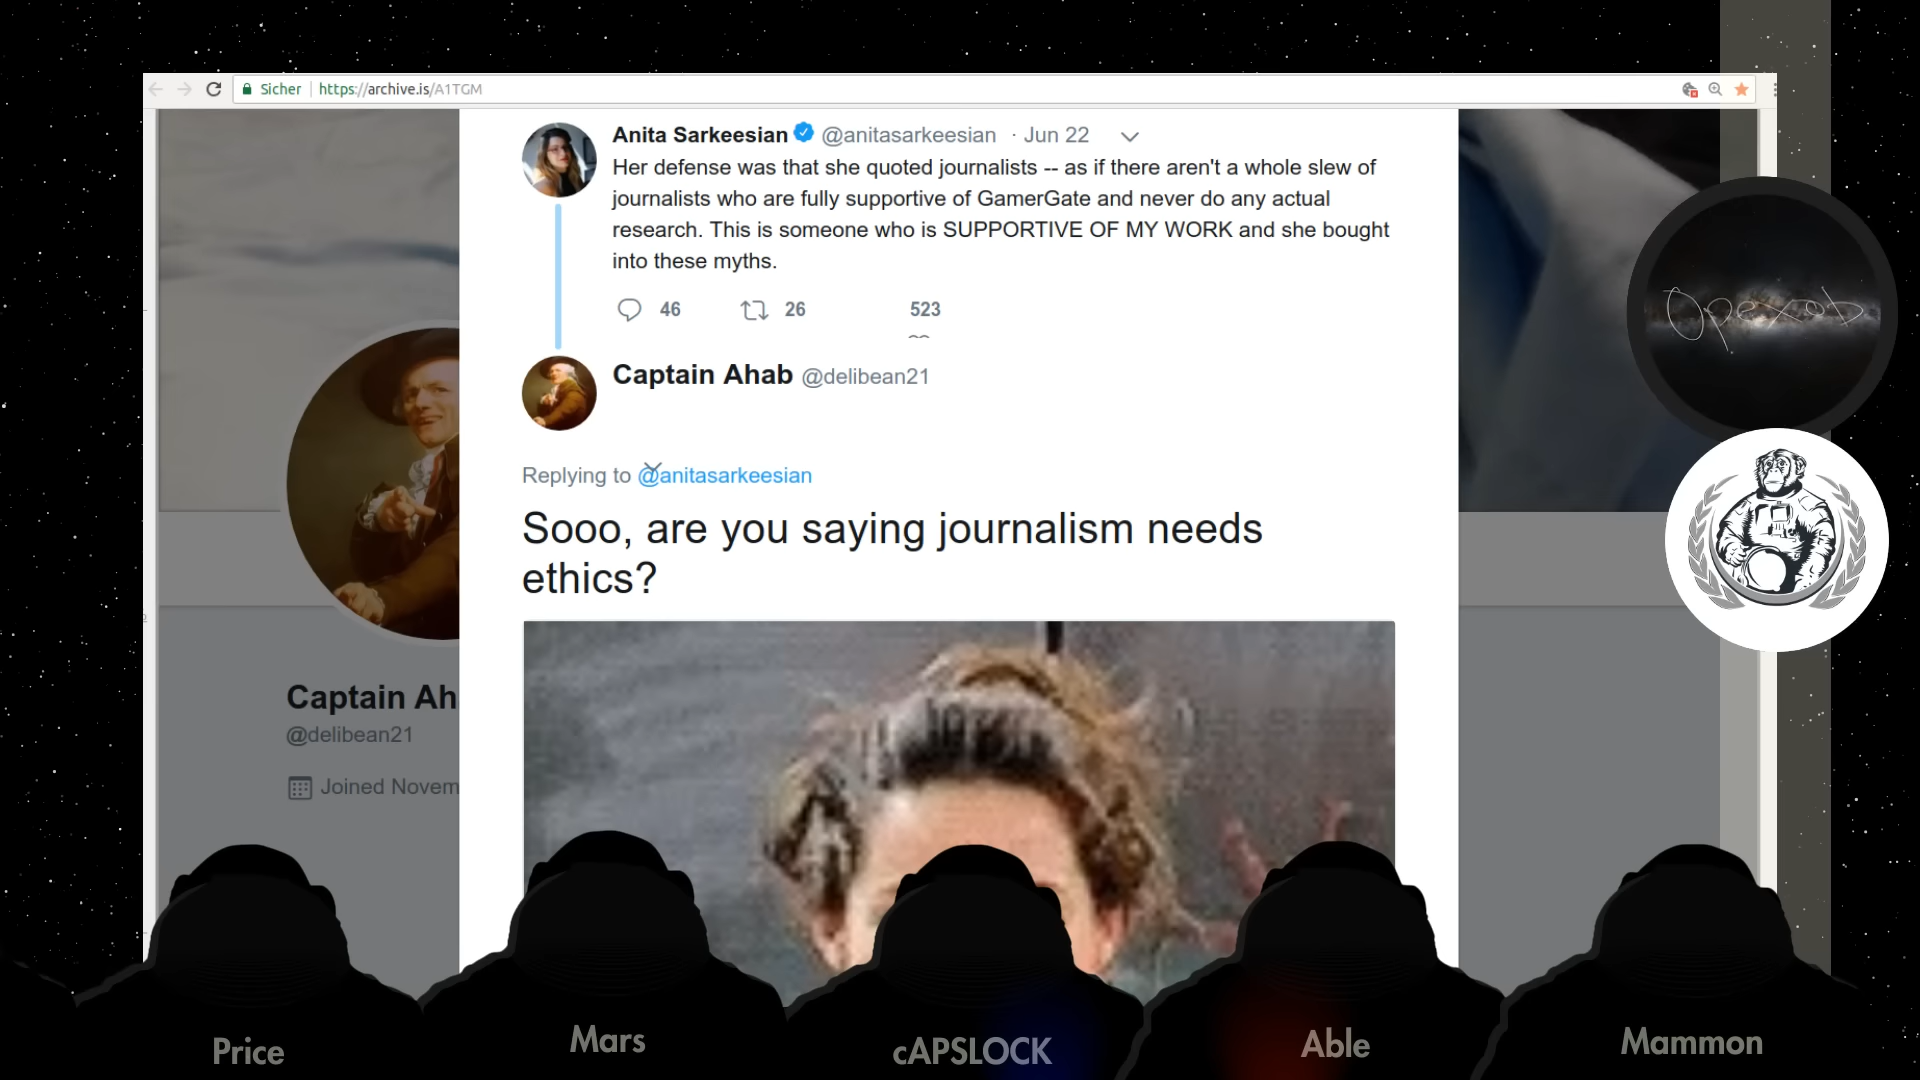 Sicher https://archive.is/A1TGM
Anita Sarkeesian @anitasarkeesian · Jun 22
Her defense was that she quoted journalists -- as if there aren't a whole slew of
journalists who are fully supportive of GamerGate and never do any actual
research. This is someone who is SUPPORTIVE OF MY WORK and she bought
into these myths.
46 26 523
Captain Ahab @delibean21
Replying to @anitasarkeesian
Sooo, are you saying journalism needs
ethics?
Captain Ah
@delibean21
Joined Novem
Price
Mars
cAPSLOCK
Able
Mammon